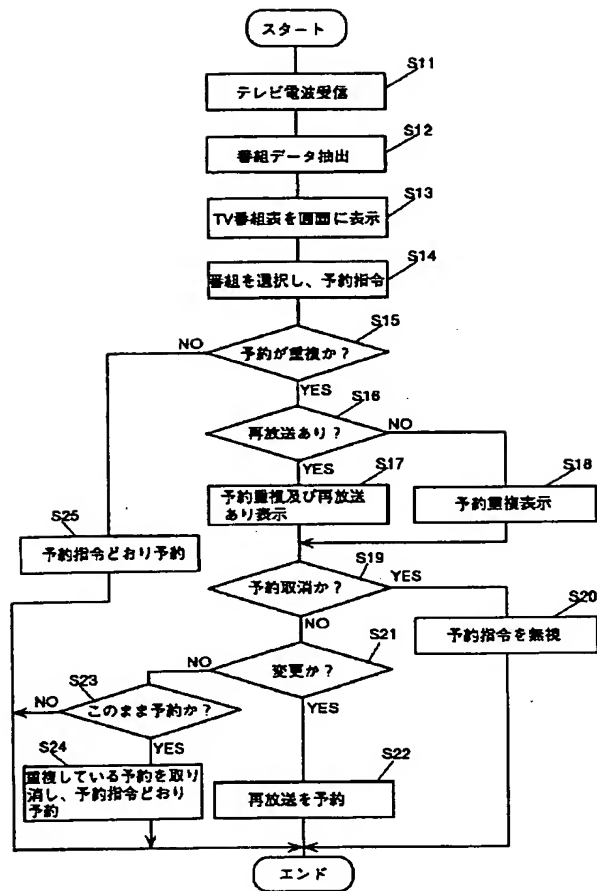 スタート
S11
テレビ電波受信
S12
番組データ抽出
S13
TV番組表を画面に表示
S14
番組を選択し、予約指令
S15
予約が重複か？
NO
YES
S16
再放送あり？
NO
YES
S17
予約重複及び再放送
あり表示
S18
予約重複表示
S25
予約指令どおり予約
S19
予約取消か？
YES
NO
S20
予約指令を無視
S21
変更か？
NO
YES
S23
このまま予約か？
NO
YES
S24
重複している予約を取り
消し、予約指令どおり
予約
S22
再放送を予約
エンド